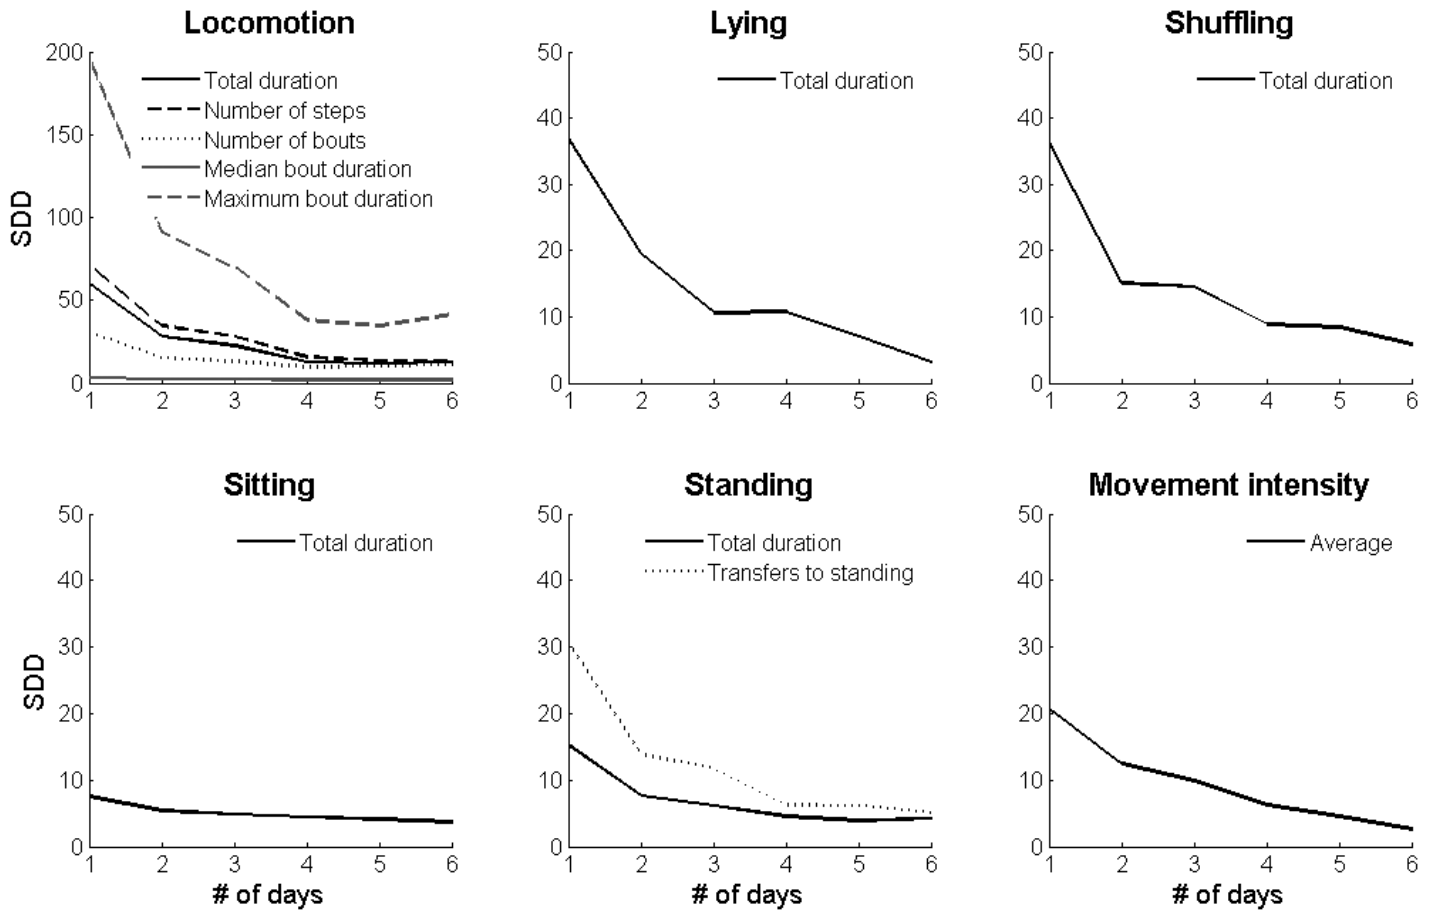 Locomotion
200
150
100
50
0
SDD
Total duration
Number of steps
Number of bouts
Median bout duration
Maximum bout duration
1 2 3 4 5 6
Lying
50
40
30
20
10
0
Total duration
1 2 3 4 5 6
Shuffling
50
40
30
20
10
0
Total duration
1 2 3 4 5 6
Sitting
50
40
30
20
10
0
SDD
Total duration
1 2 3 4 5 6
# of days
Standing
50
40
30
20
10
0
Total duration
Transfers to standing
1 2 3 4 5 6
# of days
Movement intensity
50
40
30
20
10
0
Average
1 2 3 4 5 6
# of days